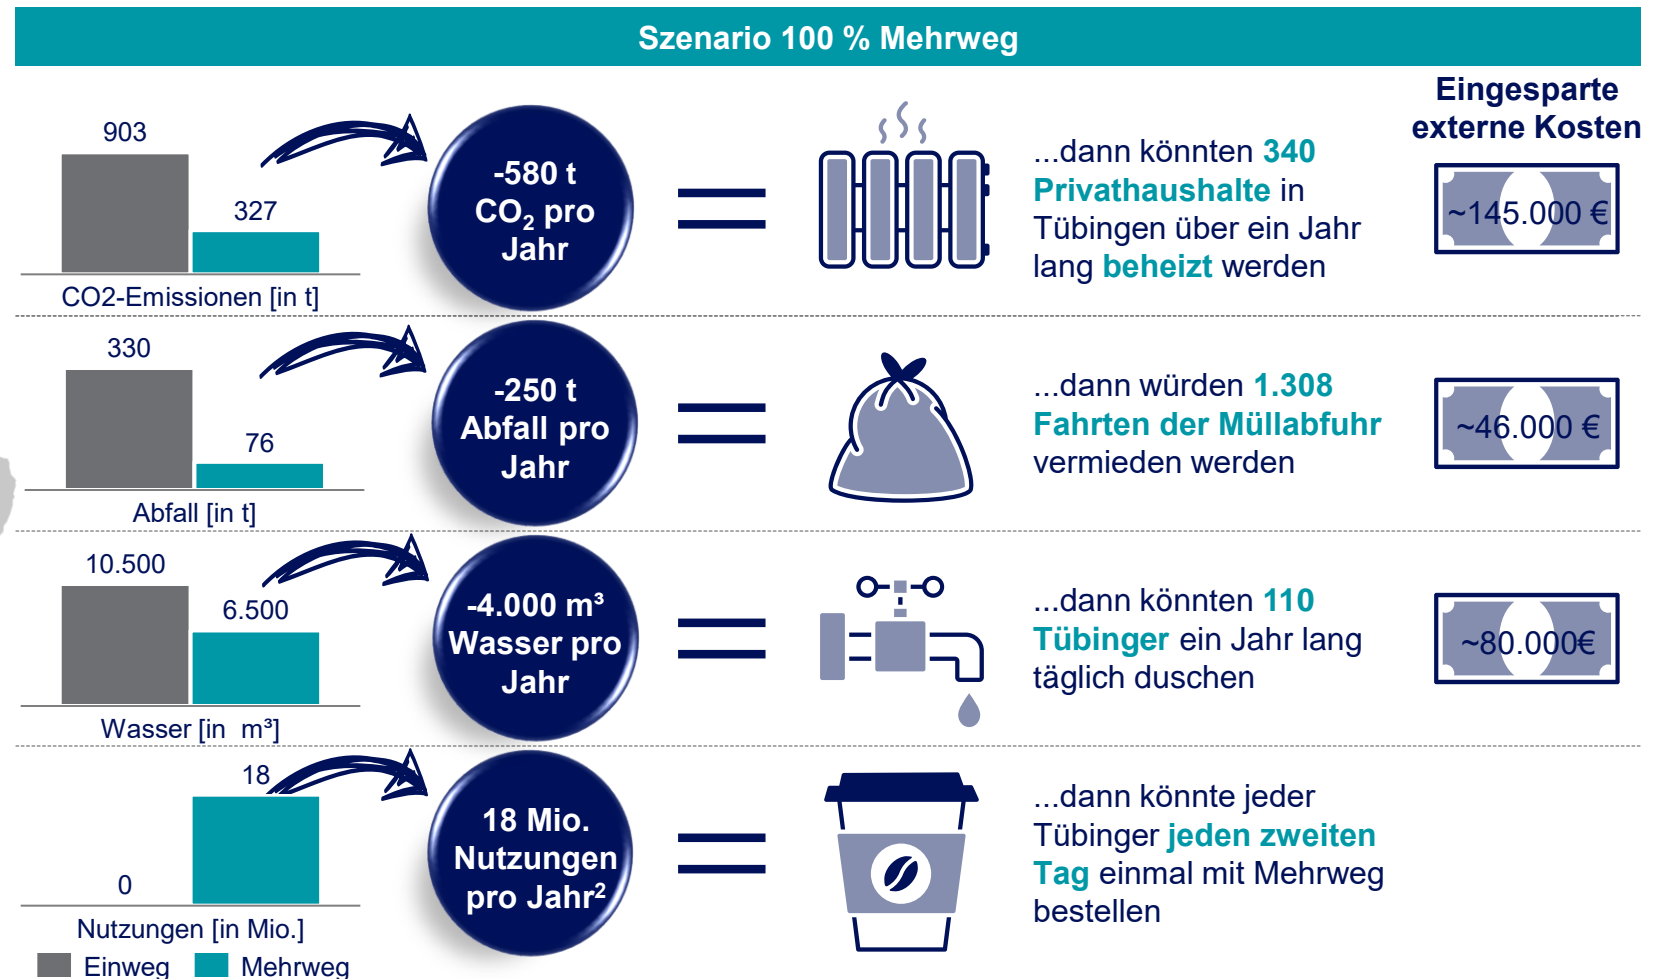 Szenario 100 % Mehrweg
Eingesparte
externe Kosten
903
327
CO2-Emissionen [in t]
-580 t
CO₂ pro
Jahr
...dann könnten 340
Privathaushalte in
Tübingen über ein Jahr
lang beheizt werden
~145.000 €
330
76
Abfall [in t]
-250 t
Abfall pro
Jahr
...dann würden 1.308
Fahrten der Müllabfuhr
vermieden werden
~46.000 €
10.500
6.500
Wasser [in m³]
-4.000 m³
Wasser pro
Jahr
...dann könnten 110
Tübinger ein Jahr lang
täglich duschen
~80.000€
18
0
Nutzungen [in Mio.]
18 Mio.
Nutzungen
pro Jahr²
...dann könnte jeder
Tübinger jeden zweiten
Tag einmal mit Mehrweg
bestellen
Einweg
Mehrweg